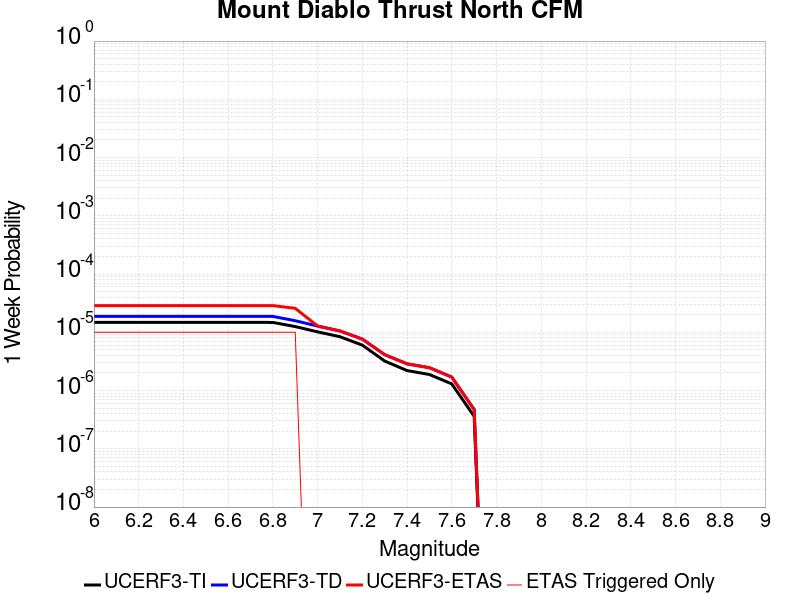 Mount Diablo Thrust North CFM
10^0
10^-1
10^-2
10^-3
10^-4
10^-5
10^-6
10^-7
10^-8
1 Week Probability
6 6.2 6.4 6.6 6.8 7 7.2 7.4 7.6 7.8 8 8.2 8.4 8.6 8.8 9
Magnitude
UCERF3-TI UCERF3-TD UCERF3-ETAS ETAS Triggered Only